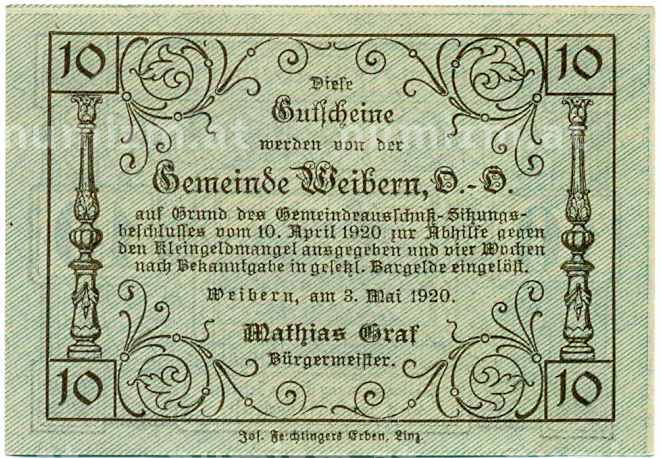 10 10
Diese
Gutscheine
werden von der
Gemeinde Weibern, O.-Ö.
auf Grund des Gemeindeausschuß-Sitzungs-
beschlusses vom 10. April 1920 zur Abhilfe gegen
den Kleingeldmangel ausgegeben und vier Wochen
nach Bekanntgabe in gesetzl. Bargelde eingelöst.
Weibern, am 3. Mai 1920.
Mathias Graf
Bürgermeister.
10 10
Jos. Feichtingers Erben, Linz.